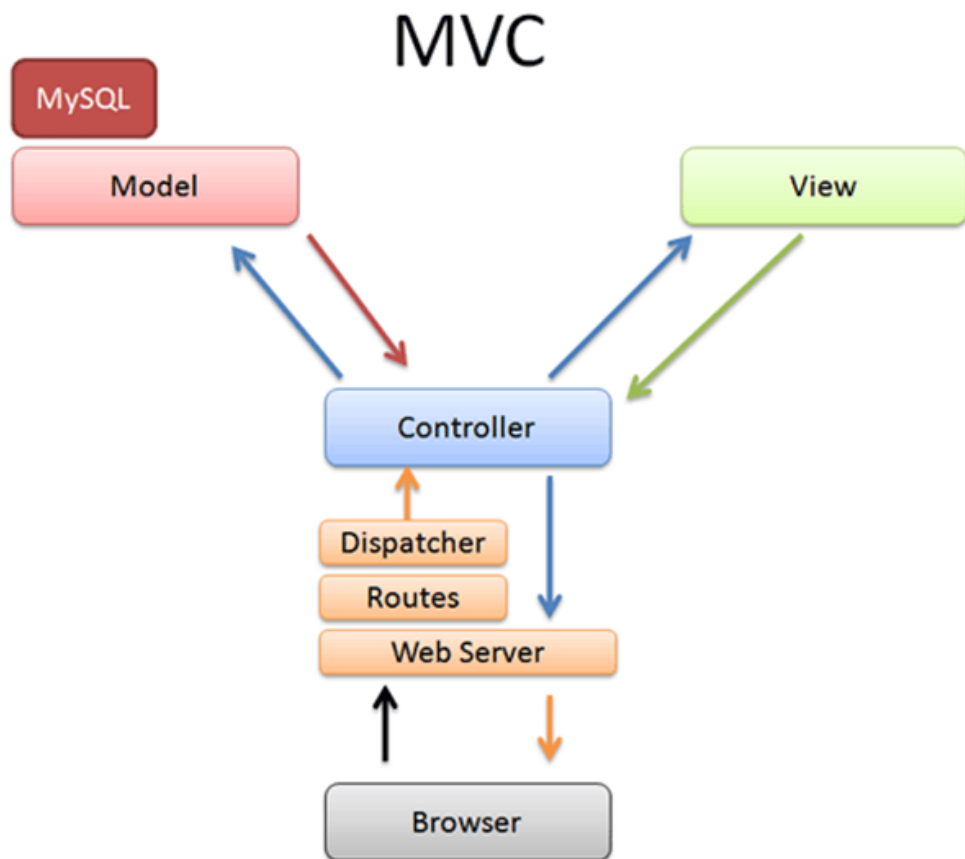 MVC
MySQL
Model
View
Controller
Dispatcher
Routes
Web Server
Browser